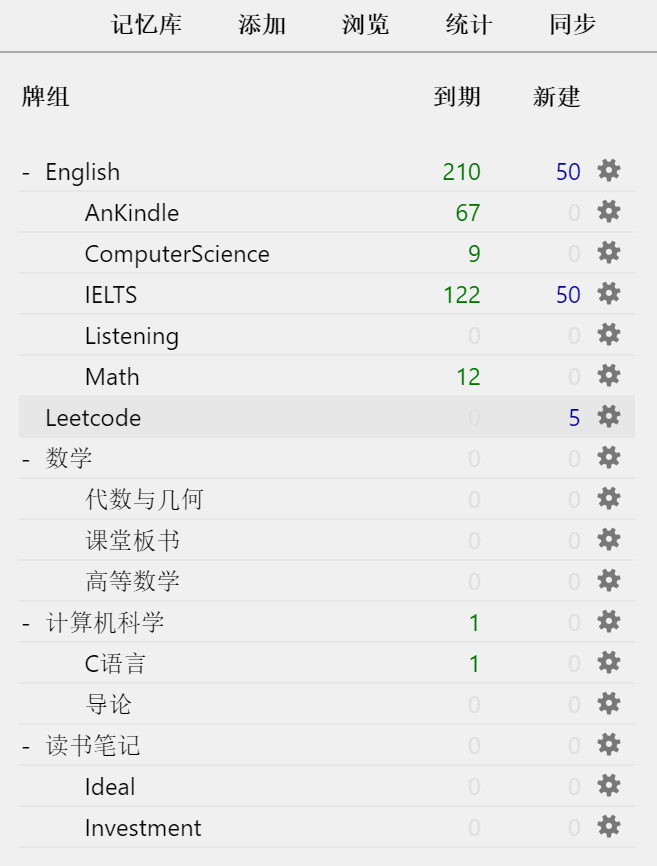 记忆库 添加 浏览 统计 同步
牌组 到期 新建
- English 210 50
AnKindle 67 0
ComputerScience 9 0
IELTS 122 50
Listening 0 0
Math 12 0
Leetcode 0 5
- 数学 0 0
代数与几何 0 0
课堂板书 0 0
高等数学 0 0
- 计算机科学 1 0
C语言 1 0
导论 0 0
- 读书笔记 0 0
Ideal 0 0
Investment 0 0